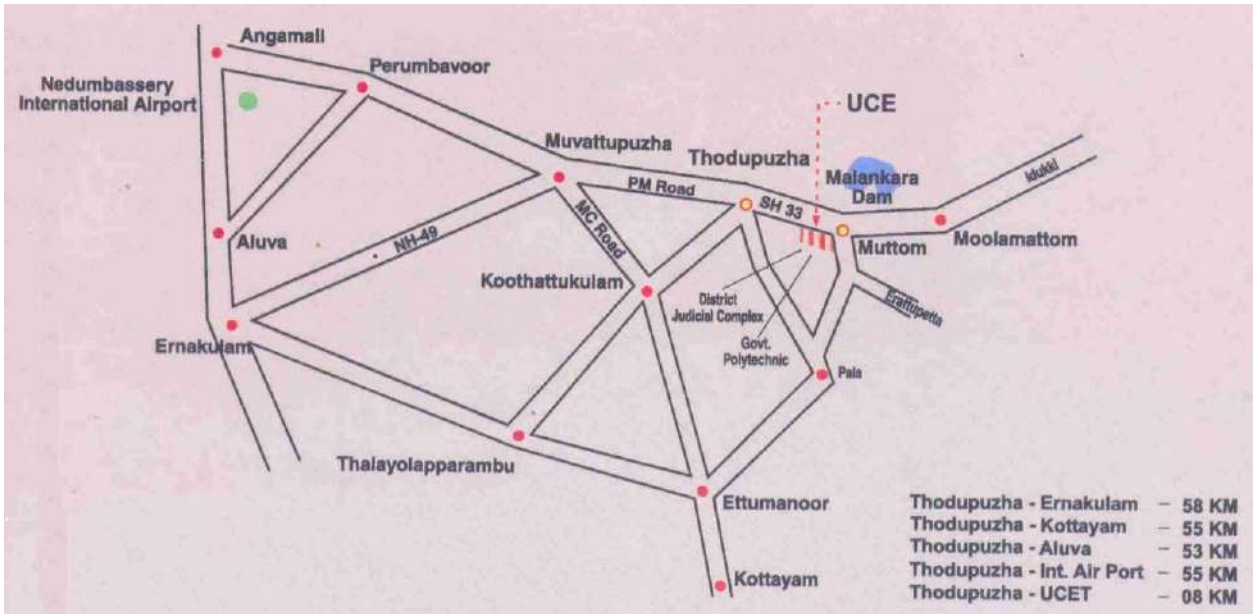 Angamali
Nedumbassery
International Airport
Perumbavoor
UCE
Muvattupuzha
Thodupuzha
Malankara
Dam
Idukki
PM Road
SH 33
Aluva
NH-49
MC Road
Muttom
Moolamattom
Koothattukulam
District
Judicial Complex
Erattupetta
Govt.
Polytechnic
Ernakulam
Pala
Thalayolapparambu
Ettumanoor
Kottayam
Thodupuzha - Ernakulam – 58 KM
Thodupuzha - Kottayam – 55 KM
Thodupuzha - Aluva – 53 KM
Thodupuzha - Int. Air Port – 55 KM
Thodupuzha - UCET – 08 KM